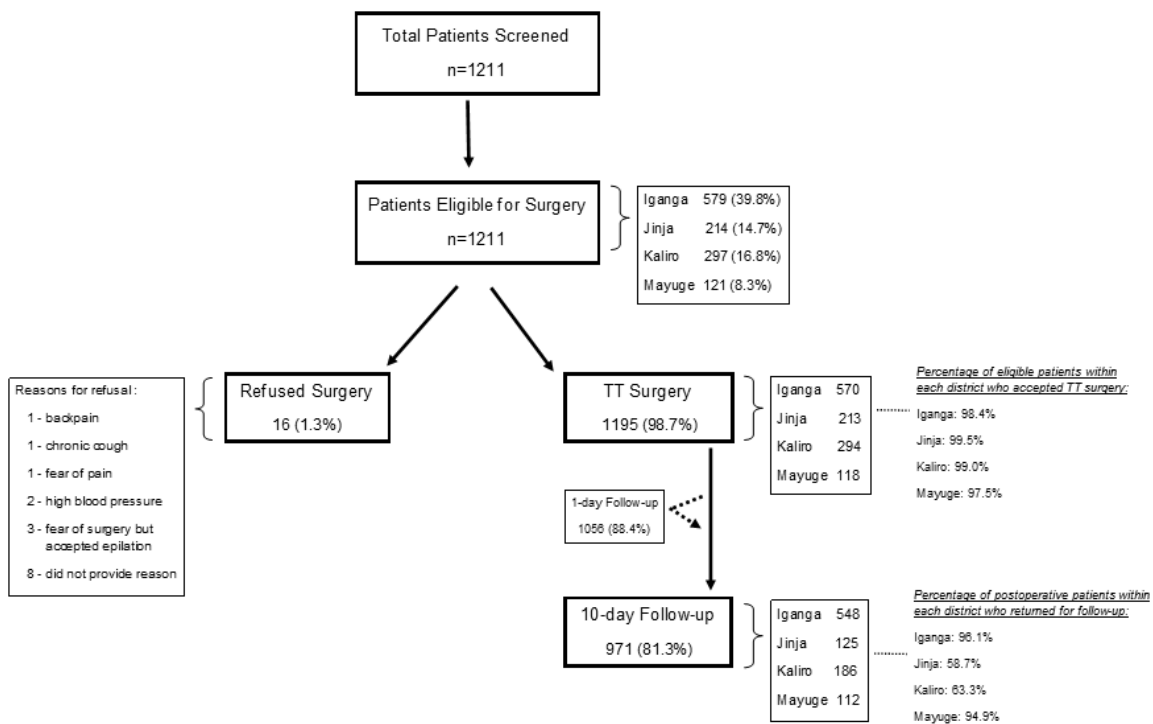 Total Patients Screened
n=1211
Patients Eligible for Surgery
n=1211
Iganga 579 (39.8%)
Jinja 214 (14.7%)
Kaliro 297 (16.8%)
Mayuge 121 (8.3%)
Reasons for refusal :
1 - backpain
1 - chronic cough
1 - fear of pain
2 - high blood pressure
3 - fear of surgery but
accepted epilation
8 - did not provide reason
Refused Surgery
16 (1.3%)
TT Surgery
1195 (98.7%)
Iganga 570
Jinja 213
Kaliro 294
Mayuge 118
Percentage of eligible patients within
each district who accepted TT surgery:
Iganga: 98.4%
Jinja: 99.5%
Kaliro: 99.0%
Mayuge: 97.5%
1-day Follow-up
1056 (88.4%)
10-day Follow-up
971 (81.3%)
Iganga 548
Jinja 125
Kaliro 186
Mayuge 112
Percentage of postoperative patients within
each district who returned for follow-up:
Iganga: 96.1%
Jinja: 58.7%
Kaliro: 63.3%
Mayuge: 94.9%